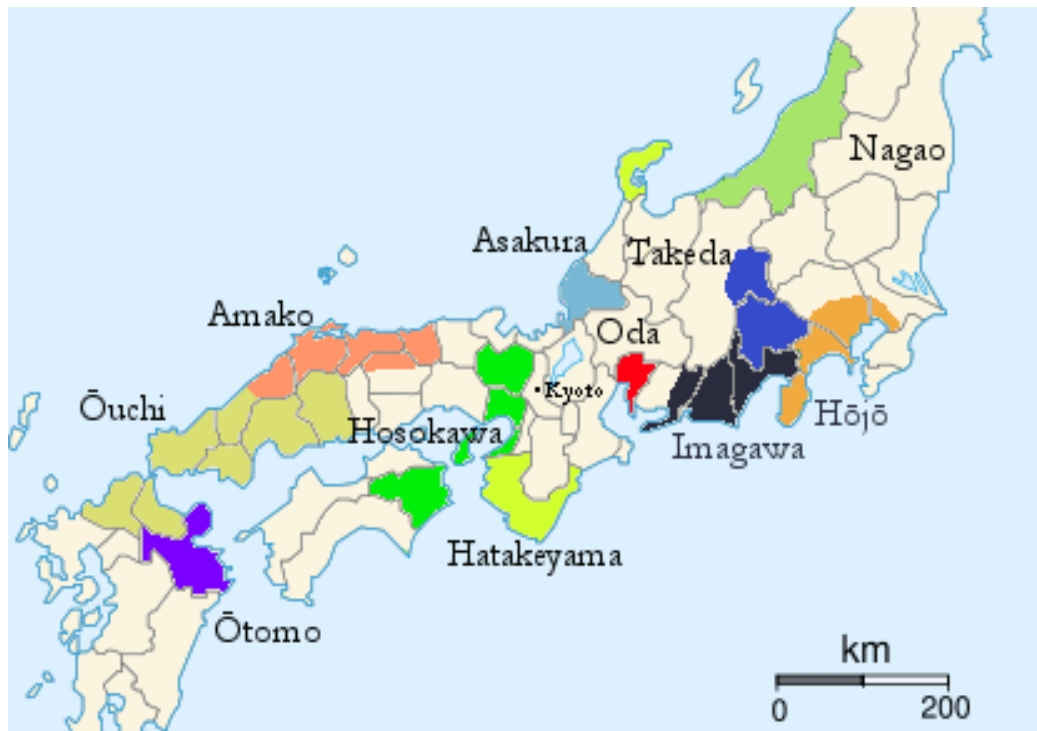 Nagao
Asakura
Takeda
Amako
Oda
Kyoto
Ōuchi
Hosokawa
Hōjō
Imagawa
Hatakeyama
Ōtomo
km
0 200